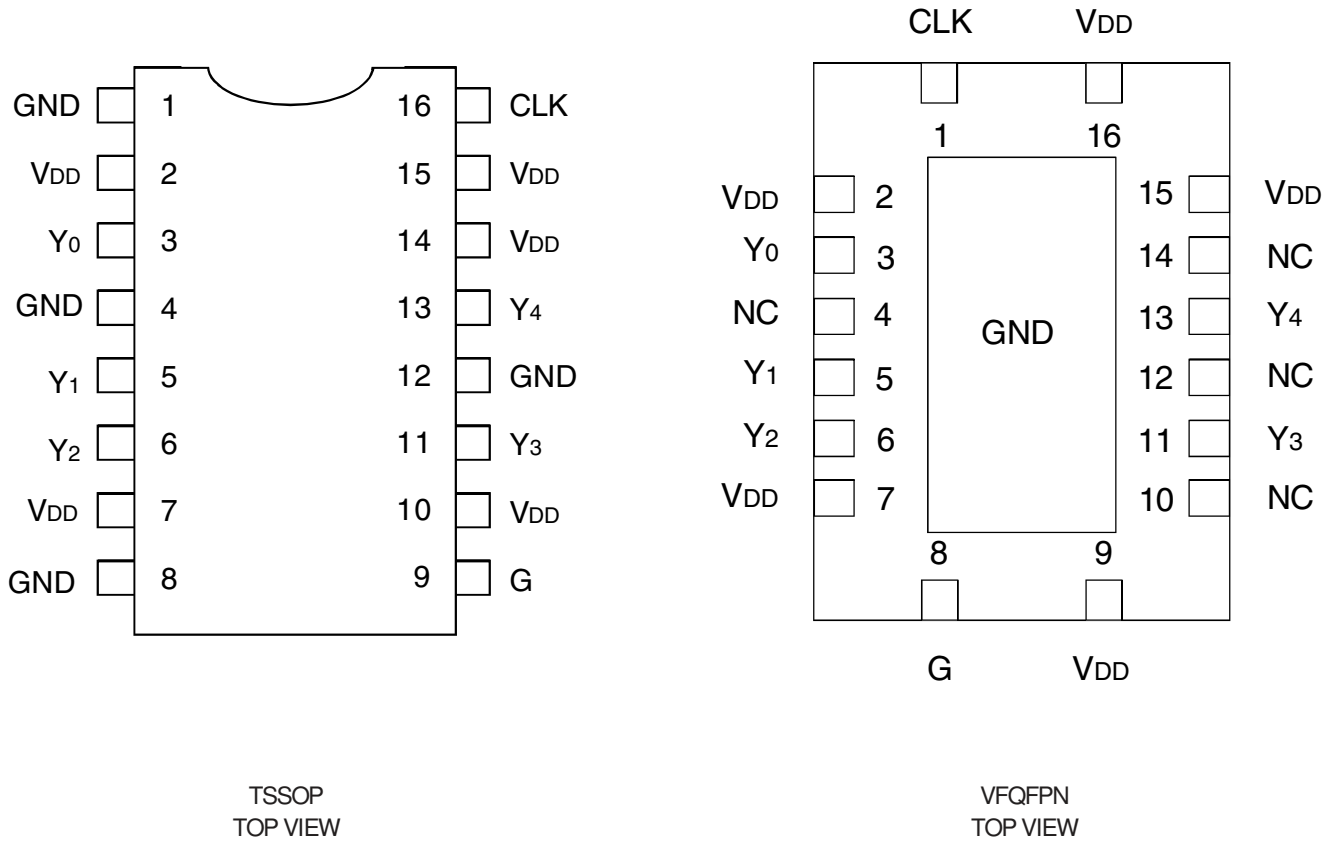 CLK VDD
GND 1 16 CLK
VDD 2 15 VDD
Y0 3 14 VDD
GND 4 13 Y4
Y1 5 12 GND
Y2 6 11 Y3
VDD 7 10 VDD
GND 8 9 G
TSSOP
TOP VIEW
1 16
VDD 2 15 VDD
Y0 3 14 NC
NC 4 13 Y4
GND
Y1 5 12 NC
Y2 6 11 Y3
VDD 7 10 NC
8 9
G VDD
VFQFPN
TOP VIEW